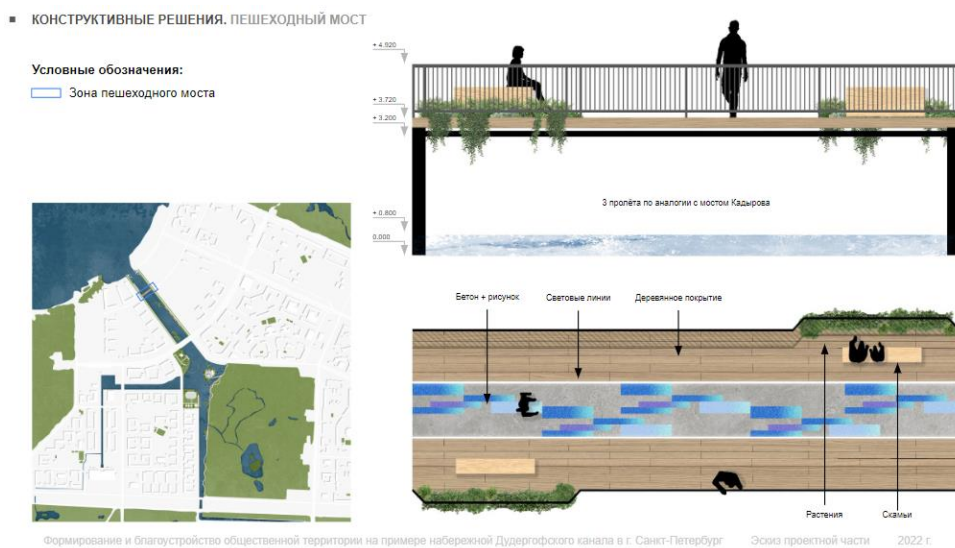 КОНСТРУКТИВНЫЕ РЕШЕНИЯ. ПЕШЕХОДНЫЙ МОСТ
Условные обозначения:
Зона пешеходного моста
+ 4.920
+ 3.720
+ 3.200
3 пролёта по аналогии с мостом Кадырова
+ 0.800
0.000
Бетон + рисунок
Световые линии
Деревянное покрытие
Растения
Скамьи
Формирование и благоустройство общественной территории на примере набережной Дудергофского канала в г. Санкт-Петербург
Эскиз проектной части
2022 г.